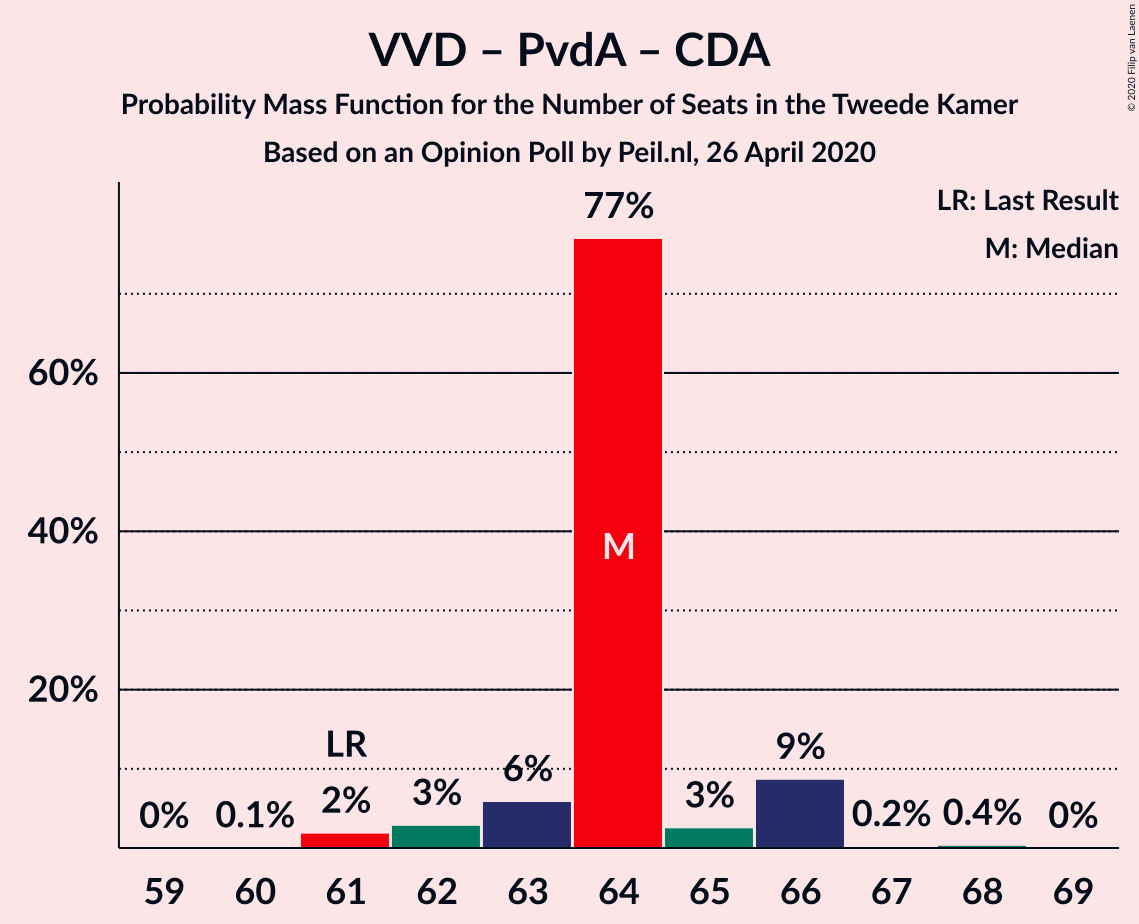 © 2020 Filip van Laenen
VVD – PvdA – CDA
Probability Mass Function for the Number of Seats in the Tweede Kamer
Based on an Opinion Poll by Peil.nl, 26 April 2020
LR: Last Result
M: Median
77%
60%
40%
20%
M
LR
0%
0.1%
2%
3%
6%
3%
9%
0.2%
0.4%
0%
59 60 61 62 63 64 65 66 67 68 69